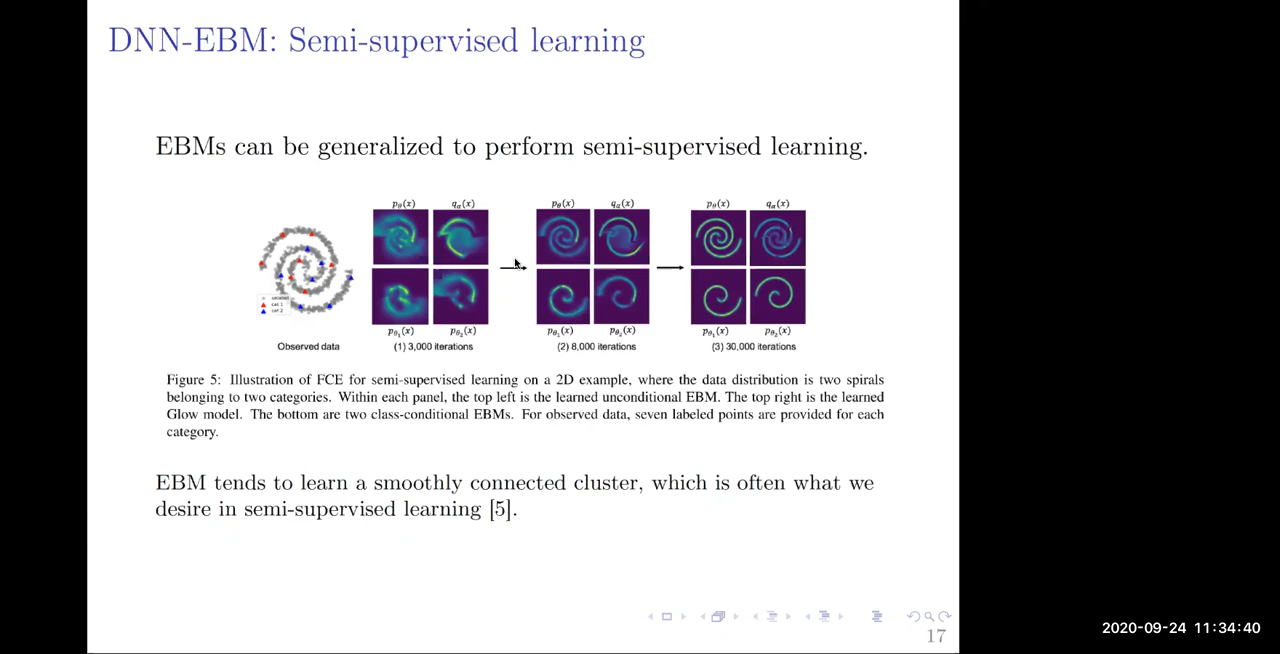 DNN-EBM: Semi-supervised learning
EBMs can be generalized to perform semi-supervised learning.
pθ(x) qα(x) pθ(x) qα(x) pθ(x) qα(x)
unlabeled
cat 1
cat 2
pθ₁(x) pθ₂(x) pθ₁(x) pθ₂(x) pθ₁(x) pθ₂(x)
Observed data (1) 3,000 iterations (2) 8,000 iterations (3) 30,000 iterations
Figure 5: Illustration of FCE for semi-supervised learning on a 2D example, where the data distribution is two spirals
belonging to two categories. Within each panel, the top left is the learned unconditional EBM. The top right is the learned
Glow model. The bottom are two class-conditional EBMs. For observed data, seven labeled points are provided for each
category.
EBM tends to learn a smoothly connected cluster, which is often what we
desire in semi-supervised learning [5].
17
2020-09-24 11:34:40